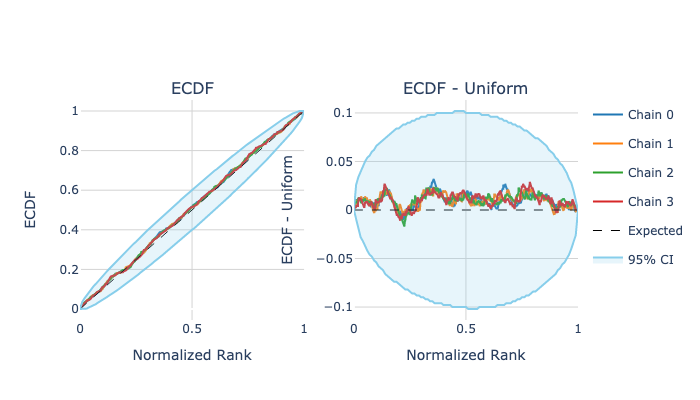 ECDF
ECDF - Uniform
ECDF
1
0.8
0.6
0.4
0.2
0
0
0.5
1
Normalized Rank
ECDF - Uniform
0.1
0.05
0
−0.05
−0.1
0
0.5
1
Normalized Rank
Chain 0
Chain 1
Chain 2
Chain 3
Expected
95% CI